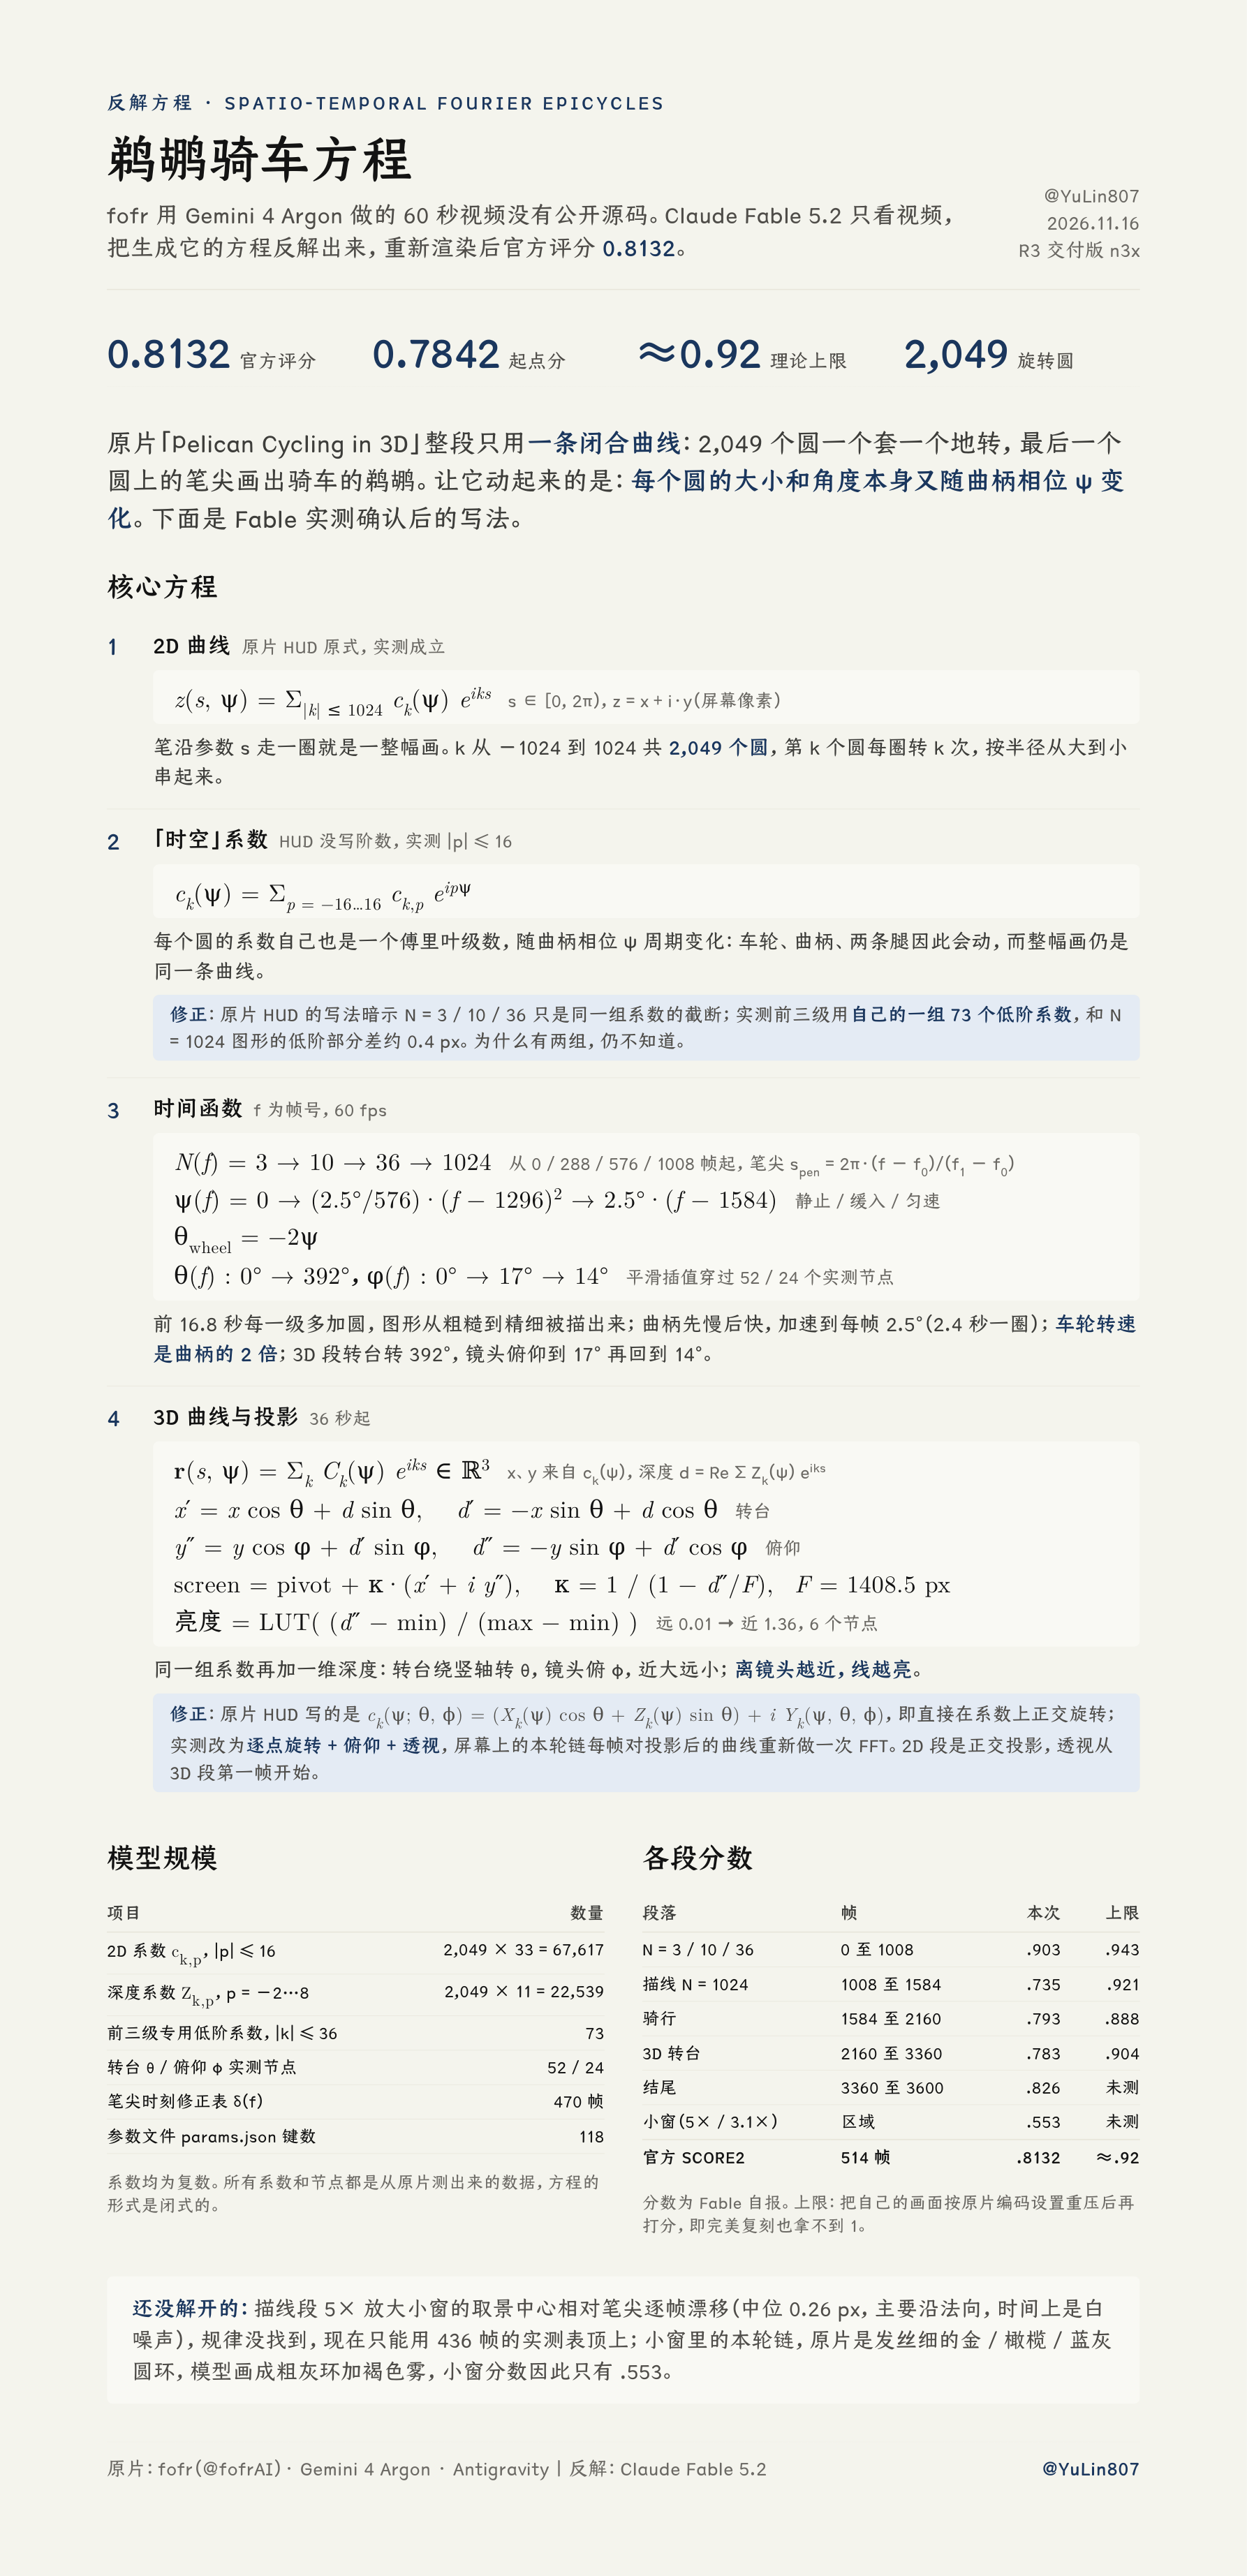 反解方程 · SPATIO-TEMPORAL FOURIER EPICYCLES
鹈鹕骑车方程
fofr 用 Gemini 4 Argon 做的 60 秒视频没有公开源码。Claude Fable 5.2 只看视频，
把生成它的方程反解出来，重新渲染后官方评分 0.8132。
@YuLin807
2026.11.16
R3 交付版 n3x
0.8132 官方评分 0.7842 起点分 ≈0.92 理论上限 2,049 旋转圆
原片「Pelican Cycling in 3D」整段只用一条闭合曲线：2,049 个圆一个套一个地转，最后一个
圆上的笔尖画出骑车的鹈鹕。让它动起来的是：每个圆的大小和角度本身又随曲柄相位 ψ 变
化。下面是 Fable 实测确认后的写法。
核心方程
1 2D 曲线 原片 HUD 原式，实测成立
z(s, ψ) = Σ|k| ≤ 1024 ck(ψ) e^iks s ∈ [0, 2π)，z = x + i·y（屏幕像素）
笔沿参数 s 走一圈就是一整幅画。k 从 −1024 到 1024 共 2,049 个圆，第 k 个圆每圈转 k 次，按半径从大到小
串起来。
2 「时空」系数 HUD 没写阶数，实测 |p| ≤ 16
ck(ψ) = Σp = −16…16 ck,p e^ipψ
每个圆的系数自己也是一个傅里叶级数，随曲柄相位 ψ 周期变化：车轮、曲柄、两条腿因此会动，而整幅画仍是
同一条曲线。
修正：原片 HUD 的写法暗示 N = 3 / 10 / 36 只是同一组系数的截断；实测前三级用自己的一组 73 个低阶系数，和 N
= 1024 图形的低阶部分差约 0.4 px。为什么有两组，仍不知道。
3 时间函数 f 为帧号，60 fps
N(f) = 3 → 10 → 36 → 1024 从 0 / 288 / 576 / 1008 帧起，笔尖 spen = 2π·(f − f0)/(f1 − f0)
ψ(f) = 0 → (2.5°/576) · (f − 1296)² → 2.5° · (f − 1584) 静止 / 缓入 / 匀速
θwheel = −2ψ
θ(f) : 0° → 392°，φ(f) : 0° → 17° → 14° 平滑插值穿过 52 / 24 个实测节点
前 16.8 秒每一级多加圆，图形从粗糙到精细被描出来；曲柄先慢后快，加速到每帧 2.5°（2.4 秒一圈）；车轮转速
是曲柄的 2 倍；3D 段转台转 392°，镜头俯仰到 17° 再回到 14°。
4 3D 曲线与投影 36 秒起
r(s, ψ) = Σk Ck(ψ) e^iks ∈ ℝ³ x、y 来自 ck(ψ)，深度 d = Re Σ Zk(ψ) e^iks
x′ = x cos θ + d sin θ, d′ = −x sin θ + d cos θ 转台
y″ = y cos φ + d′ sin φ, d″ = −y sin φ + d′ cos φ 俯仰
screen = pivot + κ · (x′ + i y″), κ = 1 / (1 − d″/F), F = 1408.5 px
亮度 = LUT( (d″ − min) / (max − min) ) 远 0.01 → 近 1.36，6 个节点
同一组系数再加一维深度：转台绕竖轴转 θ，镜头俯 ϕ，近大远小；离镜头越近，线越亮。
修正：原片 HUD 写的是 ck(ψ; θ, ϕ) = (Xk(ψ) cos θ + Zk(ψ) sin θ) + i Yk(ψ, θ, ϕ)，即直接在系数上正交旋转；
实测改为逐点旋转 + 俯仰 + 透视，屏幕上的本轮链每帧对投影后的曲线重新做一次 FFT。2D 段是正交投影，透视从
3D 段第一帧开始。
模型规模
项目 数量
2D 系数 ck,p，|p| ≤ 16 2,049 × 33 = 67,617
深度系数 Zk,p，p = −2…8 2,049 × 11 = 22,539
前三级专用低阶系数，|k| ≤ 36 73
转台 θ / 俯仰 ϕ 实测节点 52 / 24
笔尖时刻修正表 δ(f) 470 帧
参数文件 params.json 键数 118
系数均为复数。所有系数和节点都是从原片测出来的数据，方程的
形式是闭式的。
各段分数
段落 帧 本次 上限
N = 3 / 10 / 36 0 至 1008 .903 .943
描线 N = 1024 1008 至 1584 .735 .921
骑行 1584 至 2160 .793 .888
3D 转台 2160 至 3360 .783 .904
结尾 3360 至 3600 .826 未测
小窗（5× / 3.1×） 区域 .553 未测
官方 SCORE2 514 帧 .8132 ≈.92
分数为 Fable 自报。上限：把自己的画面按原片编码设置重压后再
打分，即完美复刻也拿不到 1。
还没解开的：描线段 5× 放大小窗的取景中心相对笔尖逐帧漂移（中位 0.26 px，主要沿法向，时间上是白
噪声），规律没找到，现在只能用 436 帧的实测表顶上；小窗里的本轮链，原片是发丝细的金 / 橄榄 / 蓝灰
圆环，模型画成粗灰环加褐色雾，小窗分数因此只有 .553。
原片：fofr（@fofrAI）· Gemini 4 Argon · Antigravity | 反解：Claude Fable 5.2
@YuLin807